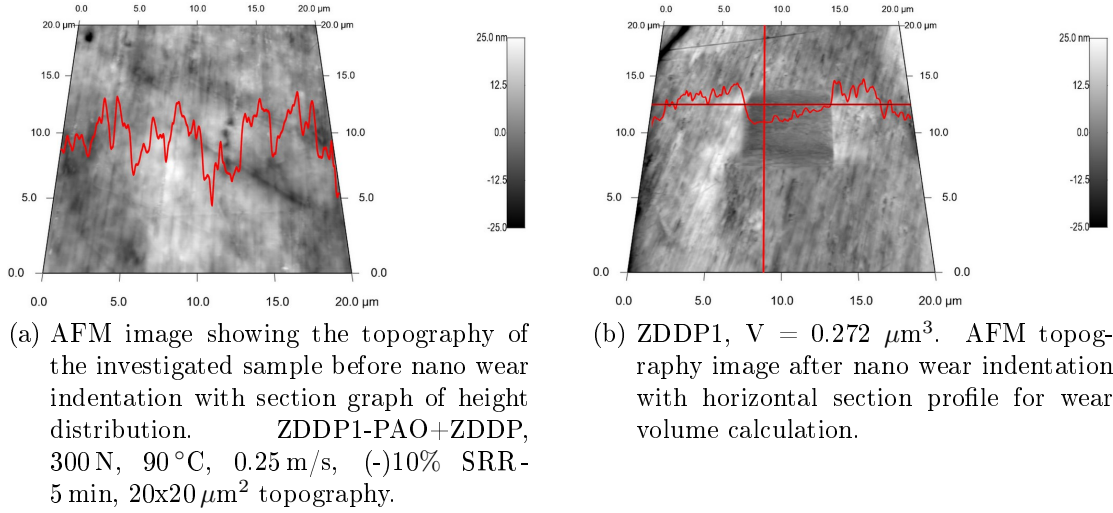 0.0 5.0 10.0 15.0 20.0 µm
20.0 µm 20.0 µm
15.0 15.0
10.0 10.0
5.0 5.0
0.0 0.0
0.0 5.0 10.0 15.0 20.0 µm
25.0 nm
12.5
0.0
-12.5
-25.0
(a) AFM image showing the topography of
the investigated sample before nano wear
indentation with section graph of height
distribution. ZDDP1-PAO+ZDDP,
300 N, 90 °C, 0.25 m/s, (-)10% SRR -
5 min, 20x20 µm² topography.
0.0 5.0 10.0 15.0 20.0 µm
20.0 µm 20.0 µm
15.0 15.0
10.0 10.0
5.0 5.0
0.0 0.0
0.0 5.0 10.0 15.0 20.0 µm
25.0 nm
12.5
0.0
-12.5
-25.0
(b) ZDDP1, V = 0.272 µm³. AFM topog-
raphy image after nano wear indentation
with horizontal section profile for wear
volume calculation.